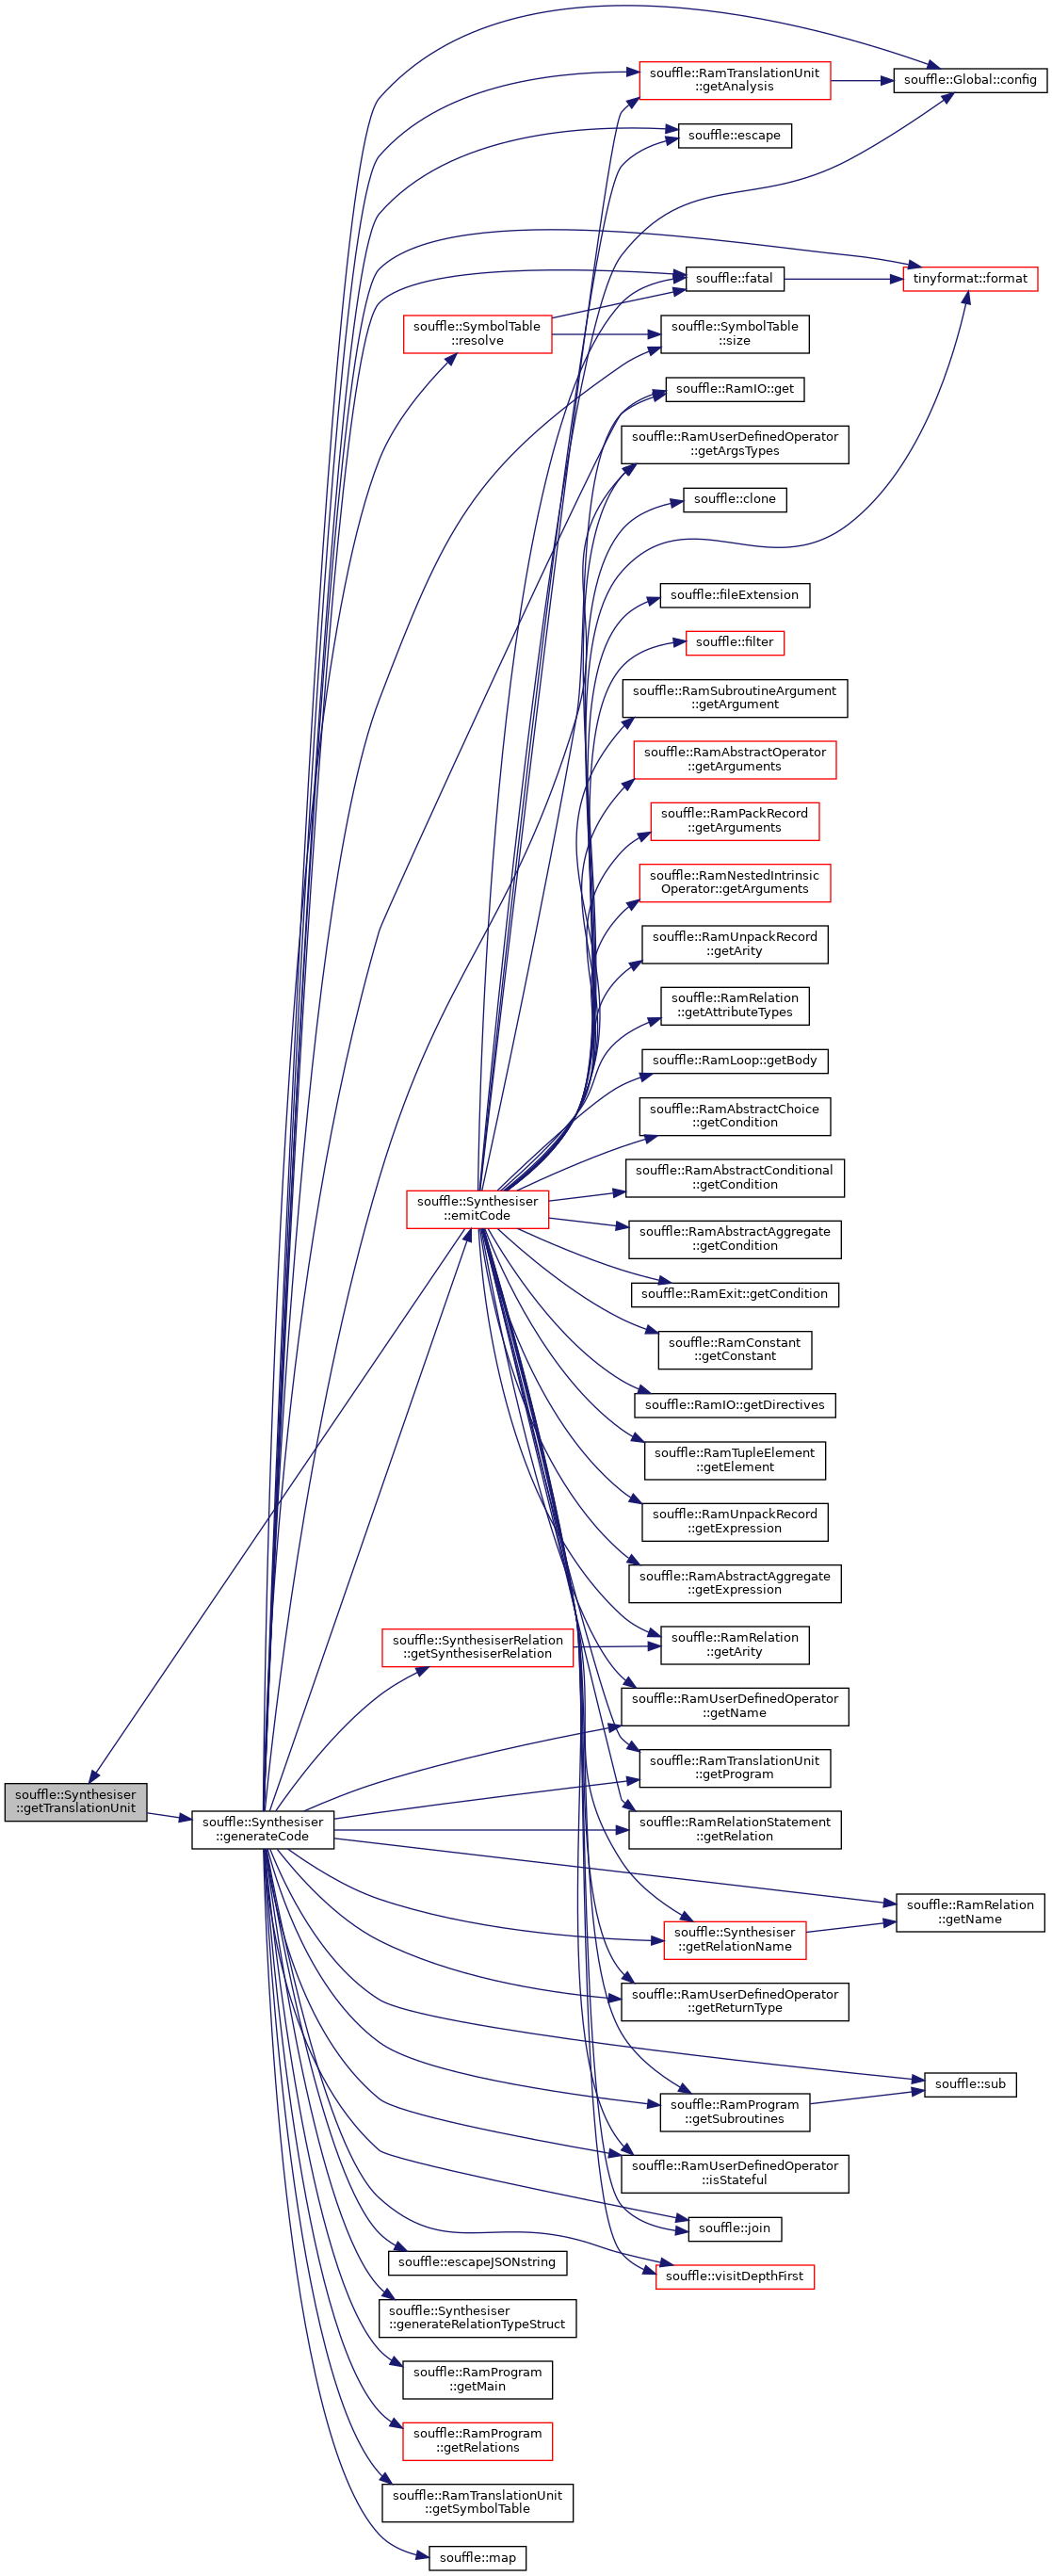 souffle::RamTranslationUnit
::getAnalysis
souffle::Global::config
souffle::escape
souffle::fatal
tinyformat::format
souffle::SymbolTable
::resolve
souffle::SymbolTable
::size
souffle::RamIO::get
souffle::RamUserDefinedOperator
::getArgsTypes
souffle::clone
souffle::fileExtension
souffle::filter
souffle::RamSubroutineArgument
::getArgument
souffle::RamAbstractOperator
::getArguments
souffle::RamPackRecord
::getArguments
souffle::RamNestedIntrinsic
Operator::getArguments
souffle::RamUnpackRecord
::getArity
souffle::RamRelation
::getAttributeTypes
souffle::RamLoop::getBody
souffle::RamAbstractChoice
::getCondition
souffle::RamAbstractConditional
::getCondition
souffle::Synthesiser
::emitCode
souffle::RamAbstractAggregate
::getCondition
souffle::RamExit::getCondition
souffle::RamConstant
::getConstant
souffle::RamIO::getDirectives
souffle::RamTupleElement
::getElement
souffle::RamUnpackRecord
::getExpression
souffle::RamAbstractAggregate
::getExpression
souffle::SynthesiserRelation
::getSynthesiserRelation
souffle::RamRelation
::getArity
souffle::RamUserDefinedOperator
::getName
souffle::RamTranslationUnit
::getProgram
souffle::Synthesiser
::getTranslationUnit
souffle::Synthesiser
::generateCode
souffle::RamRelationStatement
::getRelation
souffle::RamRelation
::getName
souffle::Synthesiser
::getRelationName
souffle::RamUserDefinedOperator
::getReturnType
souffle::sub
souffle::RamProgram
::getSubroutines
souffle::RamUserDefinedOperator
::isStateful
souffle::join
souffle::escapeJSONstring
souffle::visitDepthFirst
souffle::Synthesiser
::generateRelationTypeStruct
souffle::RamProgram
::getMain
souffle::RamProgram
::getRelations
souffle::RamTranslationUnit
::getSymbolTable
souffle::map